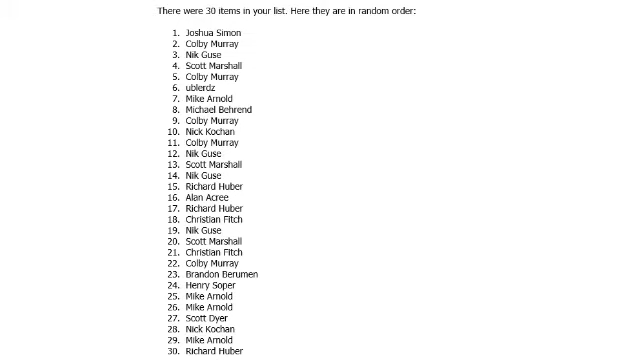 There were 30 items in your list. Here they are in random order:
1. Joshua Simon
2. Colby Murray
3. Nik Guse
4. Scott Marshall
5. Colby Murray
6. ublerdz
7. Mike Arnold
8. Michael Behrend
9. Colby Murray
10. Nick Kochan
11. Colby Murray
12. Nik Guse
13. Scott Marshall
14. Nik Guse
15. Richard Huber
16. Alan Acree
17. Richard Huber
18. Christian Fitch
19. Nik Guse
20. Scott Marshall
21. Christian Fitch
22. Colby Murray
23. Brandon Berumen
24. Henry Soper
25. Mike Arnold
26. Mike Arnold
27. Scott Dyer
28. Nick Kochan
29. Mike Arnold
30. Richard Huber